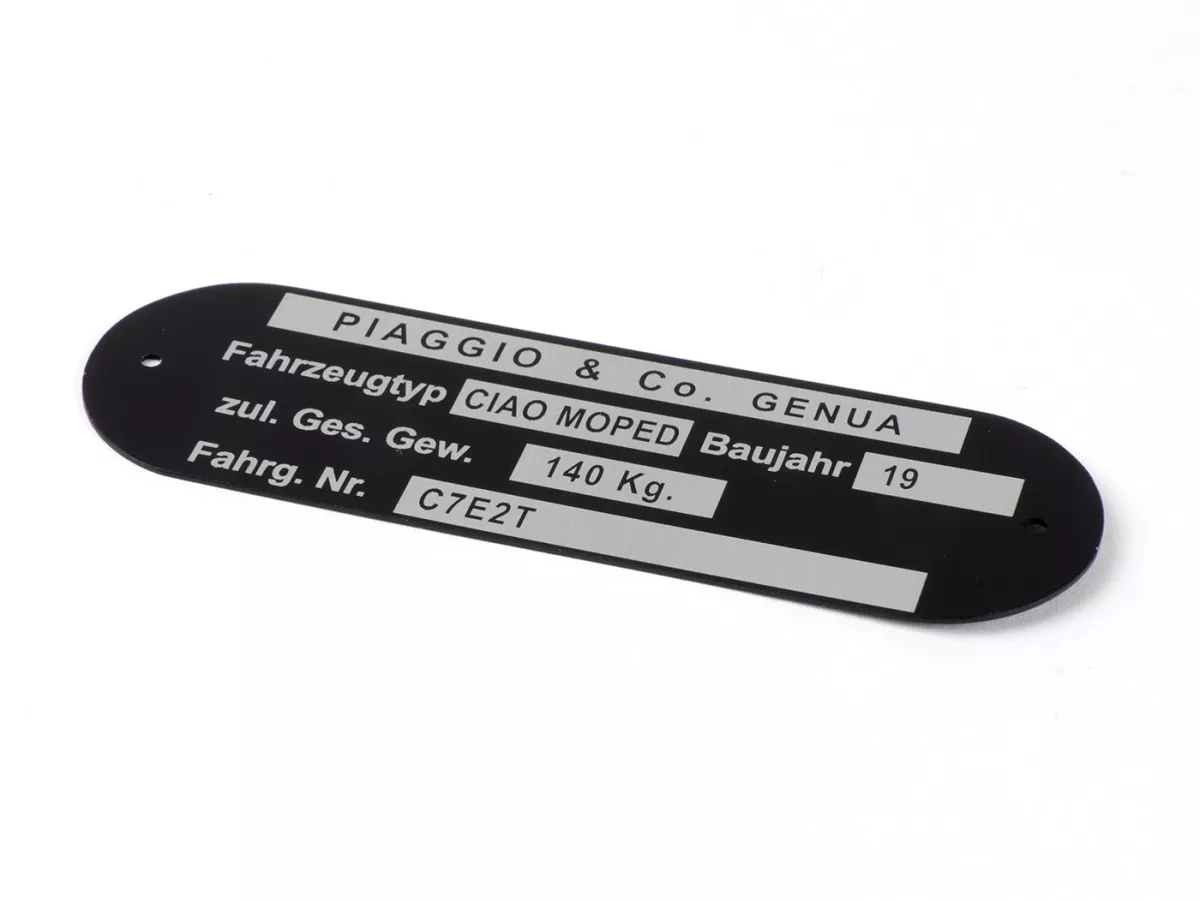 PIAGGIO & Co. GENUA
Fahrzeugtyp CIAO MOPED Baujahr 19
zul. Ges. Gew. 140 Kg.
Fahrg. Nr. C7E2T